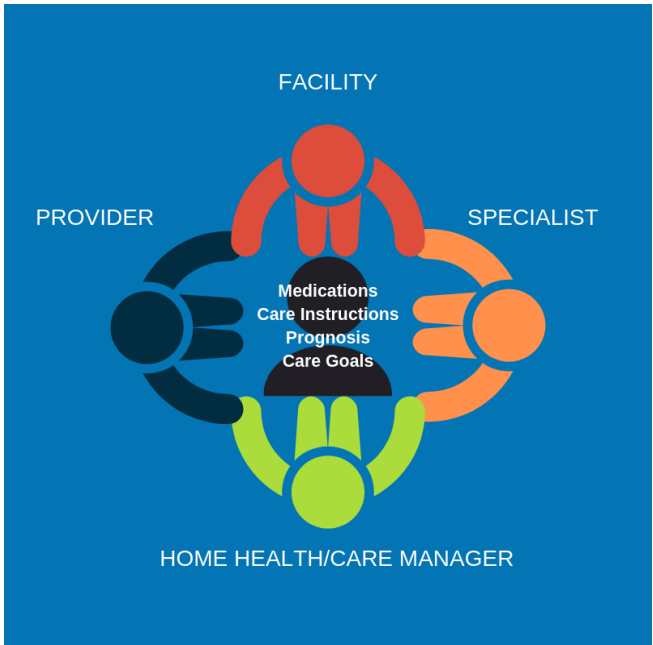 FACILITY
PROVIDER
SPECIALIST
Medications
Care Instructions
Prognosis
Care Goals
HOME HEALTH/CARE MANAGER